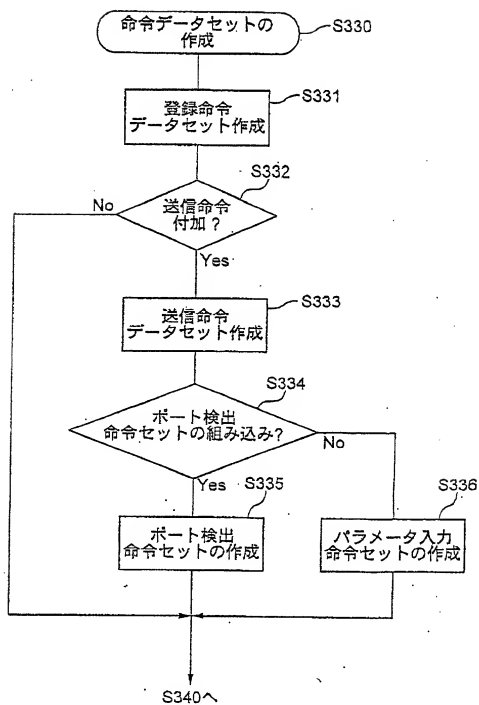 命令データセットの
作成
S330
S331
登録命令
データセット作成
S332
No
送信命令
付加?
Yes
S333
送信命令
データセット作成
S334
ポート検出
命令セットの組み込み?
No
Yes
S335
S336
ポート検出
命令セットの作成
パラメータ入力
命令セットの作成
S340へ